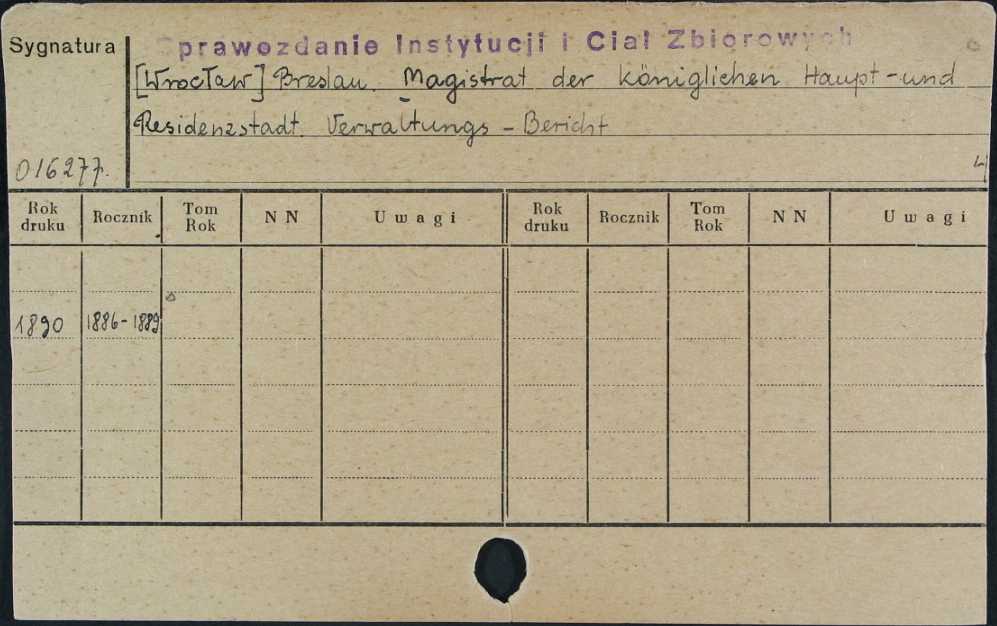 Sygnatura
Sprawozdanie Instytucji i Ciał Zbiorowych
[Wrocław] Breslau. Magistrat der königlichen Haupt-und
Residenzstadt. Verwaltungs - Bericht
016277.
4
Rok druku Rocznik Tom Rok NN Uwagi Rok druku Rocznik Tom Rok NN Uwagi
1890 1886-1889